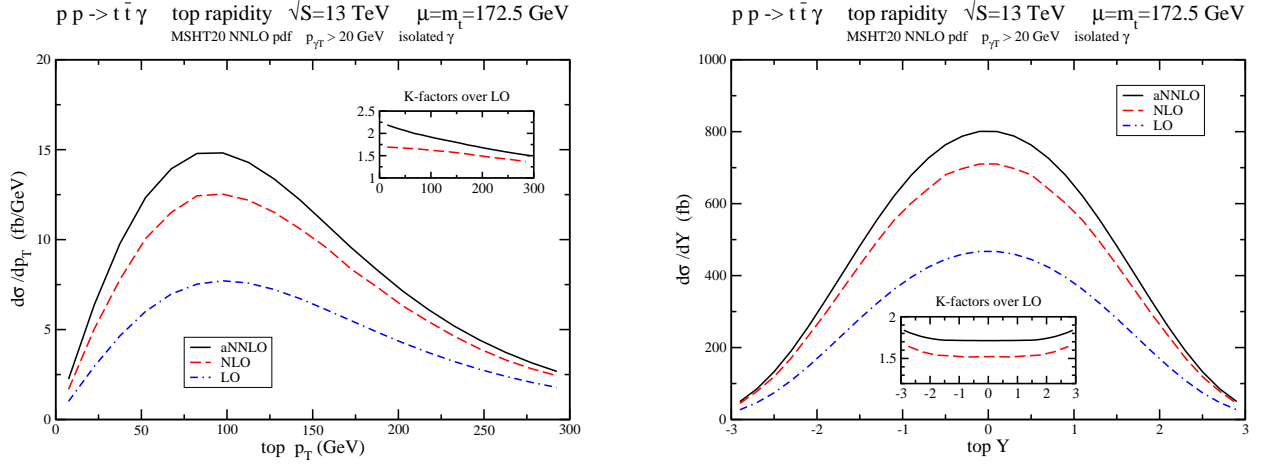 p p -> t t̄ γ top rapidity √S=13 TeV μ=m_t=172.5 GeV
MSHT20 NNLO pdf p_γT > 20 GeV isolated γ
20
15
10
5
0
dσ/dp_T (fb/GeV)
K-factors over LO
2.5
2
1.5
1
0 100 200 300
aNNLO
NLO
LO
0 50 100 150 200 250 300
top p_T (GeV)
p p -> t t̄ γ top rapidity √S=13 TeV μ=m_t=172.5 GeV
MSHT20 NNLO pdf p_γT > 20 GeV isolated γ
1000
800
600
400
200
0
dσ/dY (fb)
aNNLO
NLO
LO
K-factors over LO
2
1.5
-3 -2 -1 0 1 2 3
-3 -2 -1 0 1 2 3
top Y